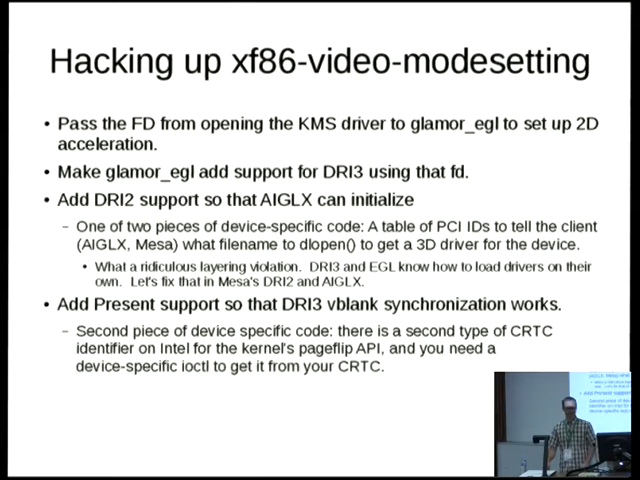 Hacking up xf86-video-modesetting
• Pass the FD from opening the KMS driver to glamor_egl to set up 2D
acceleration.
• Make glamor_egl add support for DRI3 using that fd.
• Add DRI2 support so that AIGLX can initialize
– One of two pieces of device-specific code: A table of PCI IDs to tell the client
(AIGLX, Mesa) what filename to dlopen() to get a 3D driver for the device.
• What a ridiculous layering violation. DRI3 and EGL know how to load drivers on their
own. Let's fix that in Mesa's DRI2 and AIGLX.
• Add Present support so that DRI3 vblank synchronization works.
– Second piece of device specific code: there is a second type of CRTC
identifier on Intel for the kernel's pageflip API, and you need a
device-specific ioctl to get it from your CRTC.